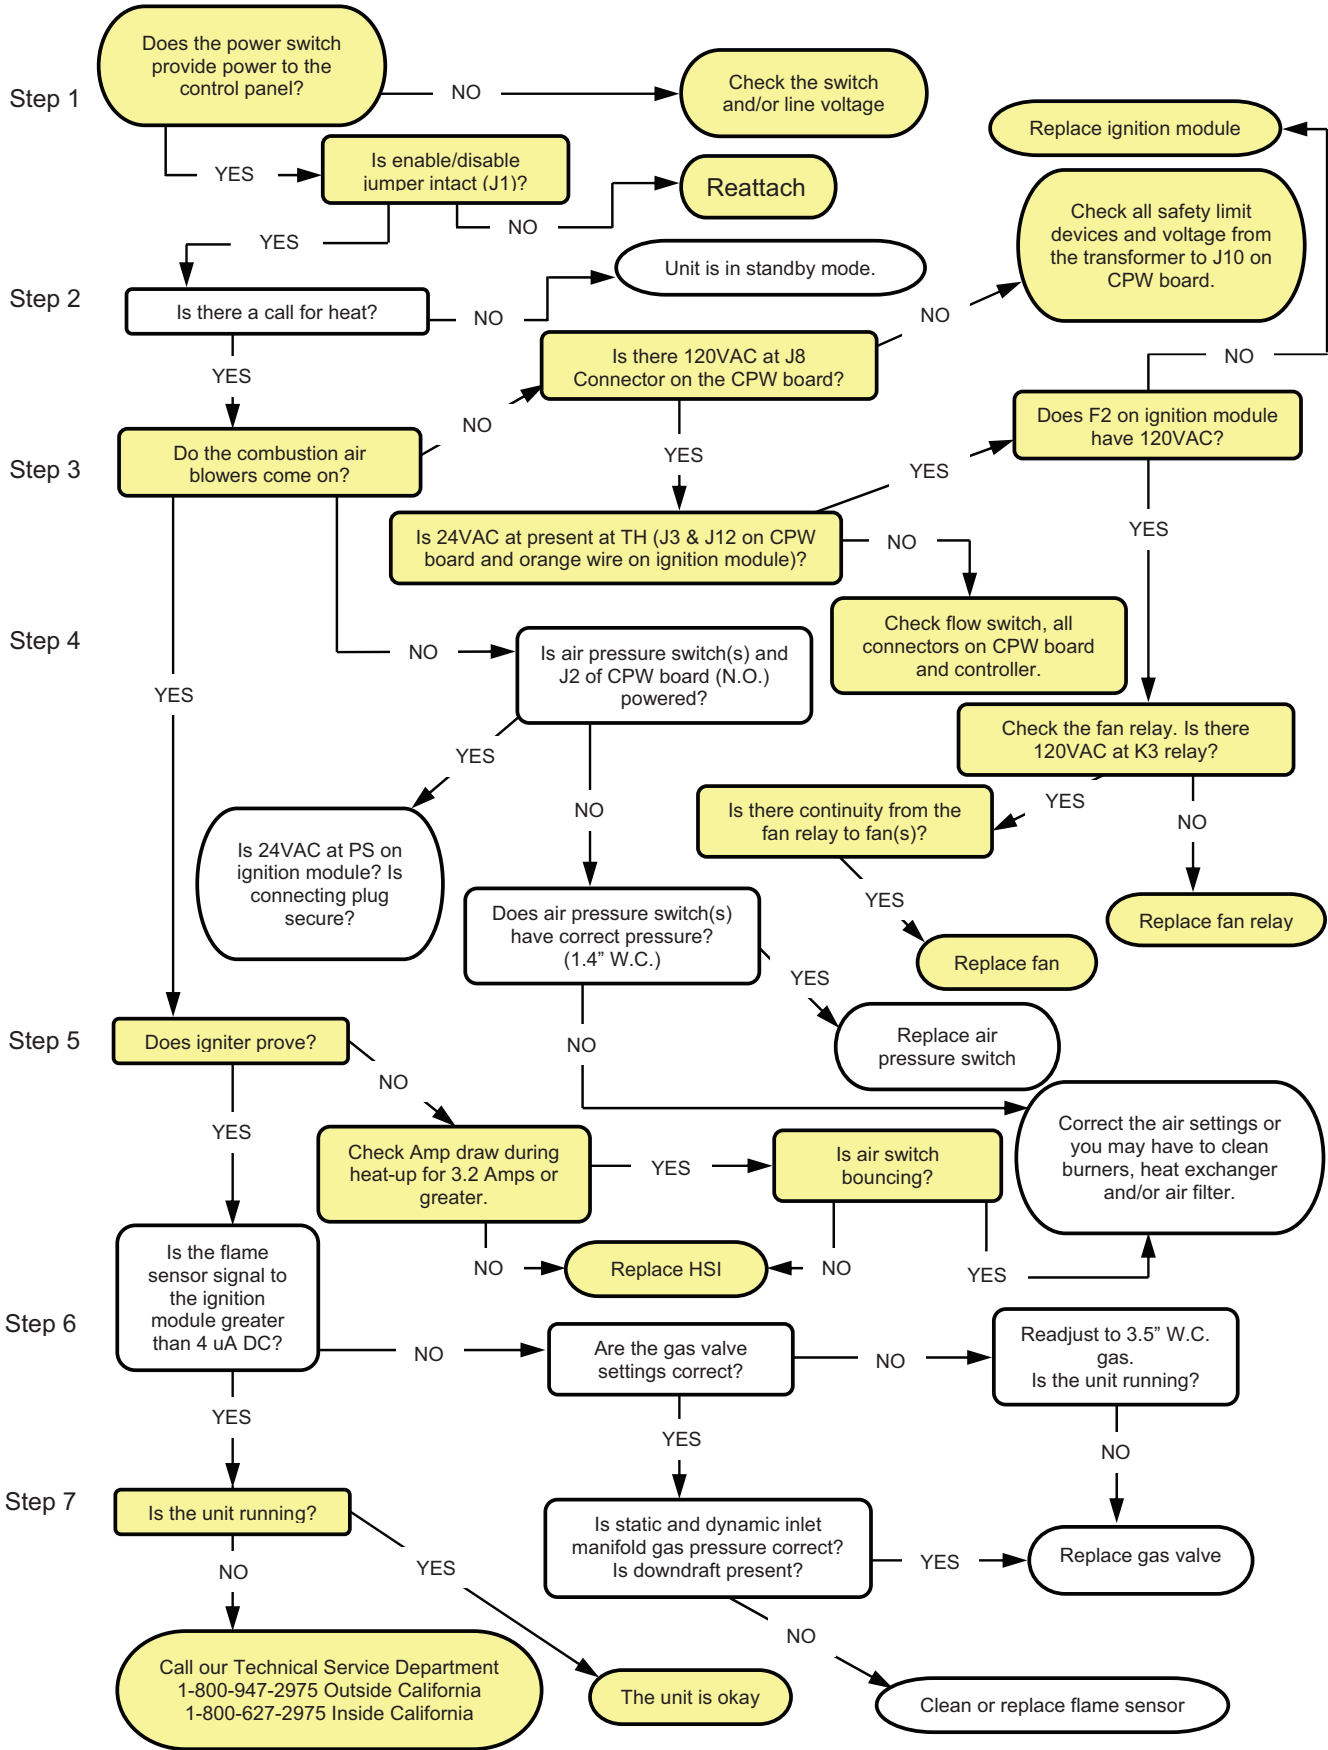 Step 1
Does the power switch
provide power to the
control panel?
NO
Check the switch
and/or line voltage
Replace ignition module
YES
Is enable/disable
jumper intact (J1)?
NO
Reattach
Check all safety limit
devices and voltage from
the transformer to J10 on
CPW board.
YES
Step 2
Is there a call for heat?
NO
Unit is in standby mode.
NO
NO
YES
Is there 120VAC at J8
Connector on the CPW board?
NO
YES
Does F2 on ignition module
have 120VAC?
Step 3
Do the combustion air
blowers come on?
YES
YES
Is 24VAC at present at TH (J3 & J12 on CPW
board and orange wire on ignition module)?
NO
Check flow switch, all
connectors on CPW board
and controller.
Step 4
YES
NO
Is air pressure switch(s) and
J2 of CPW board (N.O.)
powered?
YES
NO
Check the fan relay. Is there
120VAC at K3 relay?
YES
NO
Is there continuity from the
fan relay to fan(s)?
YES
Replace fan
Replace fan relay
Is 24VAC at PS on
ignition module? Is
connecting plug
secure?
Does air pressure switch(s)
have correct pressure?
(1.4” W.C.)
YES
NO
Replace air
pressure switch
Step 5
Does igniter prove?
NO
YES
Check Amp draw during
heat-up for 3.2 Amps or
greater.
YES
Is air switch
bouncing?
Correct the air settings or
you may have to clean
burners, heat exchanger
and/or air filter.
NO
Replace HSI
NO
YES
Step 6
Is the flame
sensor signal to
the ignition
module greater
than 4 uA DC?
NO
Are the gas valve
settings correct?
NO
Readjust to 3.5” W.C.
gas.
Is the unit running?
YES
YES
NO
Step 7
Is the unit running?
Is static and dynamic inlet
manifold gas pressure correct?
Is downdraft present?
YES
Replace gas valve
NO
YES
NO
Call our Technical Service Department
1-800-947-2975 Outside California
1-800-627-2975 Inside California
The unit is okay
Clean or replace flame sensor